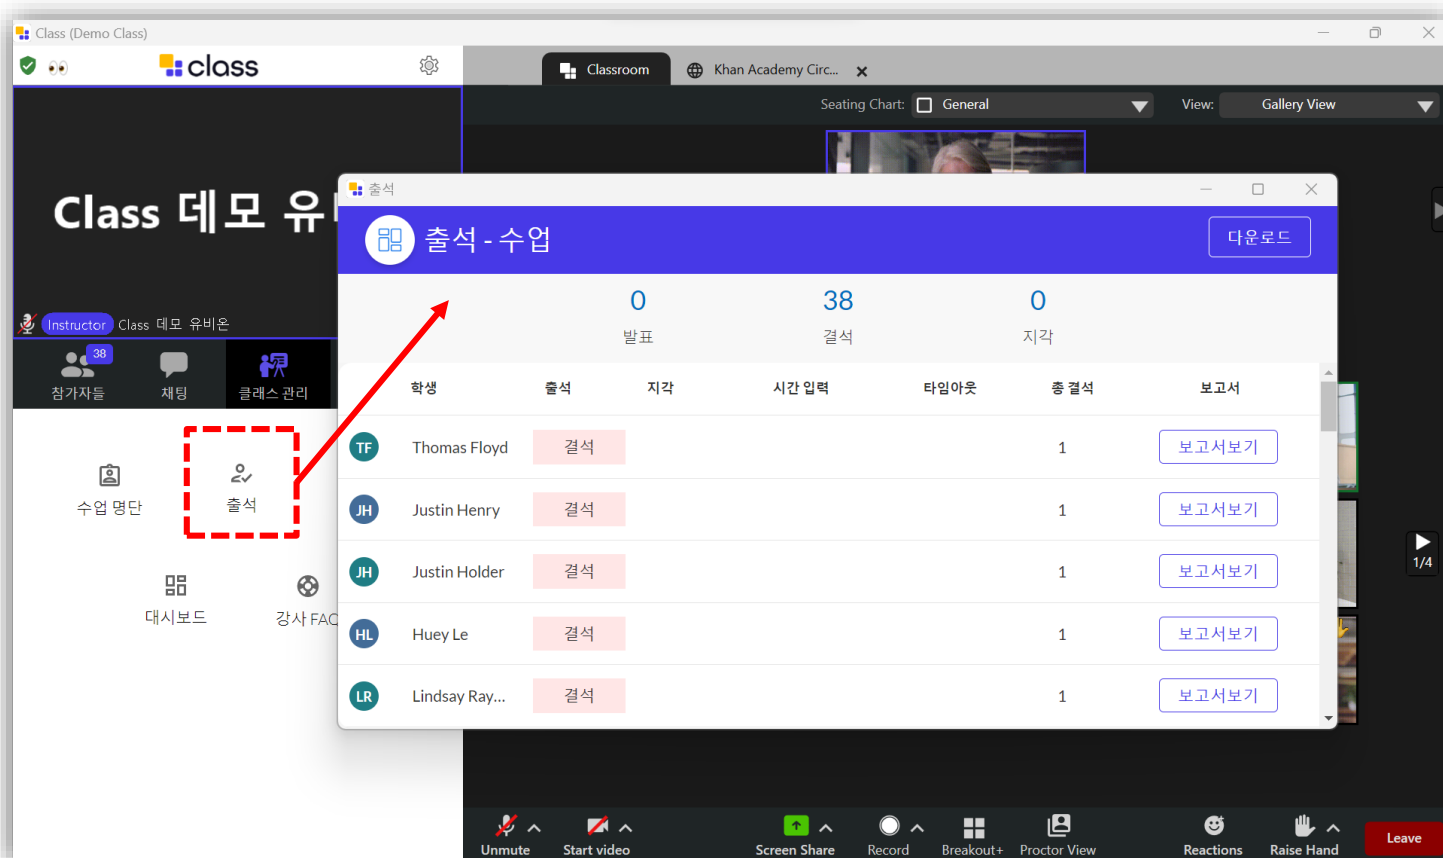 Class (Demo Class)
class
Classroom
Khan Academy Circ...
Seating Chart: General
View: Gallery View
Class 데모 유
Instructor Class 데모 유비온
38
참가자들
채팅
클래스 관리
수업 명단
출석
대시보드
강사 FAQ
출석
출석 - 수업
다운로드
0
38
0
발표
결석
지각
학생 출석 지각 시간 입력 타임아웃 총 결석 보고서
TF Thomas Floyd 결석 1 보고서보기
JH Justin Henry 결석 1 보고서보기
JH Justin Holder 결석 1 보고서보기
HL Huey Le 결석 1 보고서보기
LR Lindsay Ray... 결석 1 보고서보기
1/4
Unmute
Start video
Screen Share
Record
Breakout+
Proctor View
Reactions
Raise Hand
Leave